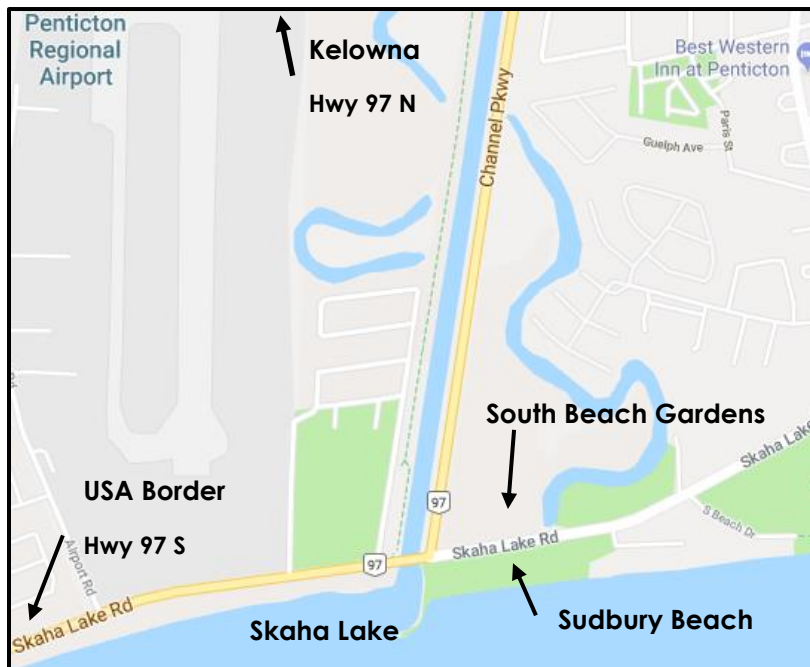 Penticton
Regional
Airport
Kelowna
Hwy 97 N
Best Western
Inn at Penticton
Channel Pkwy
Paris St
Guelph Ave
South Beach Gardens
Skaha Lake
USA Border
Hwy 97 S
97
S Beach Dr
Skaha Lake Rd
97
Airport Rd
Skaha Lake Rd
Skaha Lake
Sudbury Beach